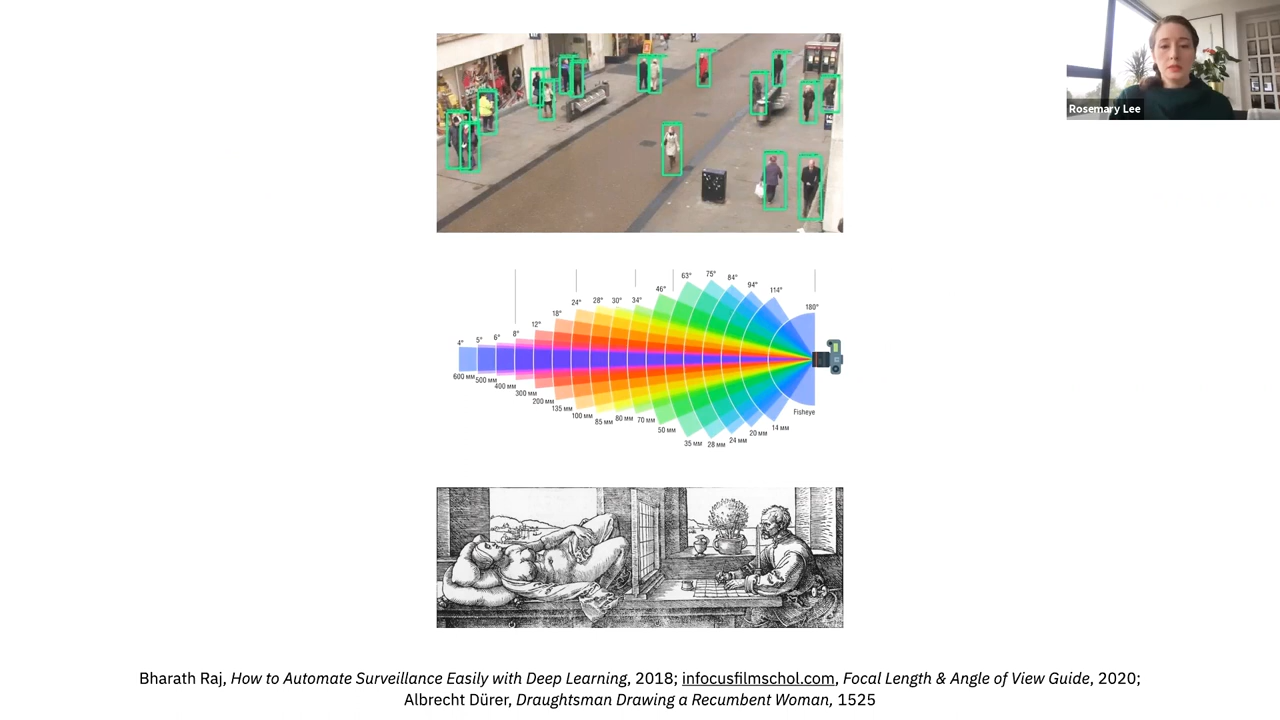 Rosemary Lee
4°
5°
6°
8°
12°
18°
24°
28°
30°
34°
46°
63°
75°
84°
94°
114°
180°
600 мм
500 мм
400 мм
300 мм
200 мм
135 мм
100 мм
85 мм
80 мм
70 мм
50 мм
35 мм
28 мм
24 мм
20 мм
14 мм
Fisheye
Bharath Raj, How to Automate Surveillance Easily with Deep Learning, 2018; infocusfilmschol.com, Focal Length & Angle of View Guide, 2020;
Albrecht Dürer, Draughtsman Drawing a Recumbent Woman, 1525